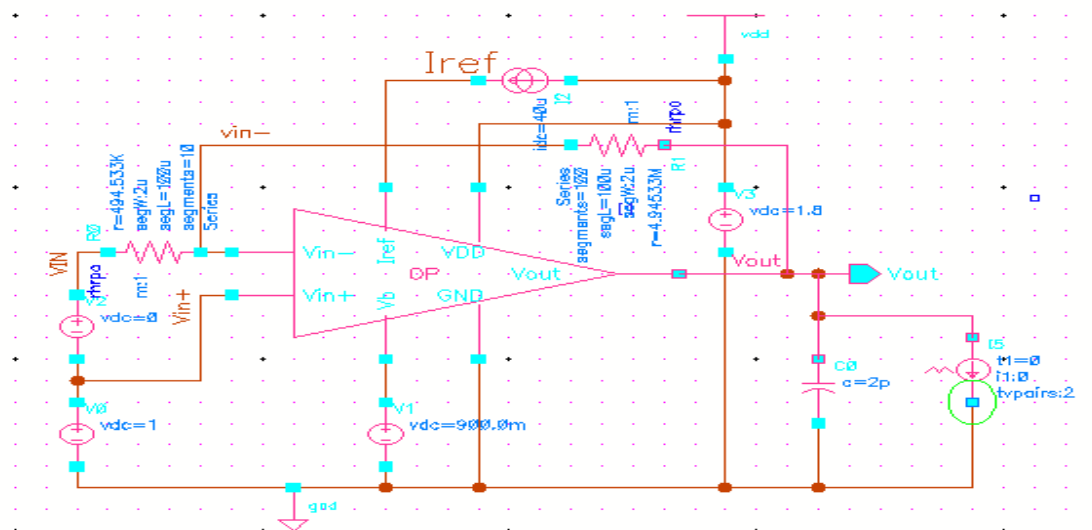 vdd
Iref
I2
idc=40u
m:1
rhrpo
R1
vin-
Series
segments=100
segL=100u
segW:2u
r=4.94533M
R0
r=494.533K
segW:2u
segL=100u
segments=10
Series
m:1
rhrpo
VIN
Vin+
V3
vdc=1.8
Vin-
Vin+
Iref
VDD
OP
Vout
Vb
GND
Vout
Vout
V2
vdc=0
V0
vdc=1
V1
vdc=900.0m
C0
c=2p
I5
t1=0
i1:0
tvpairs:2
gnd